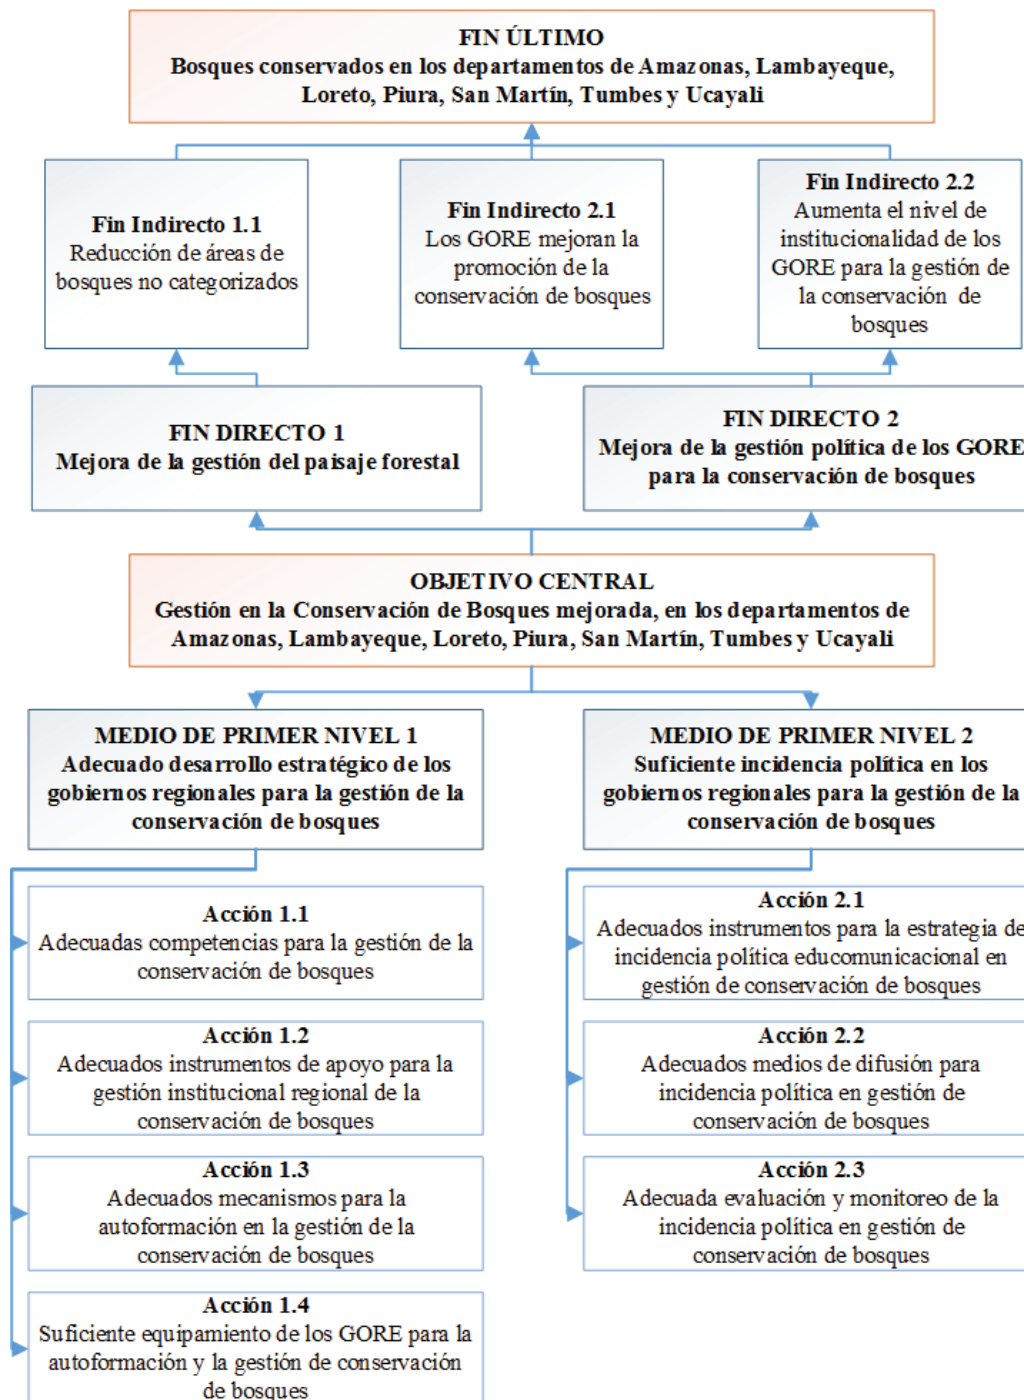 FIN ÚLTIMO
Bosques conservados en los departamentos de Amazonas, Lambayeque,
Loreto, Piura, San Martín, Tumbes y Ucayali
Fin Indirecto 1.1
Reducción de áreas de
bosques no categorizados
Fin Indirecto 2.1
Los GORE mejoran la
promoción de la
conservación de bosques
Fin Indirecto 2.2
Aumenta el nivel de
institucionalidad de los
GORE para la gestión de
la conservación de
bosques
FIN DIRECTO 1
Mejora de la gestión del paisaje forestal
FIN DIRECTO 2
Mejora de la gestión política de los GORE
para la conservación de bosques
OBJETIVO CENTRAL
Gestión en la Conservación de Bosques mejorada, en los departamentos de
Amazonas, Lambayeque, Loreto, Piura, San Martín, Tumbes y Ucayali
MEDIO DE PRIMER NIVEL 1
Adecuado desarrollo estratégico de los
gobiernos regionales para la gestión de la
conservación de bosques
MEDIO DE PRIMER NIVEL 2
Suficiente incidencia política en los
gobiernos regionales para la gestión de la
conservación de bosques
Acción 1.1
Adecuadas competencias para la gestión de la
conservación de bosques
Acción 1.2
Adecuados instrumentos de apoyo para la
gestión institucional regional de la
conservación de bosques
Acción 1.3
Adecuados mecanismos para la
autoformación en la gestión de la
conservación de bosques
Acción 1.4
Suficiente equipamiento de los GORE para la
autoformación y la gestión de conservación
de bosques
Acción 2.1
Adecuados instrumentos para la estrategia de
incidencia política educomunicacional en
gestión de conservación de bosques
Acción 2.2
Adecuados medios de difusión para
incidencia política en gestión de
conservación de bosques
Acción 2.3
Adecuada evaluación y monitoreo de la
incidencia política en gestión de
conservación de bosques